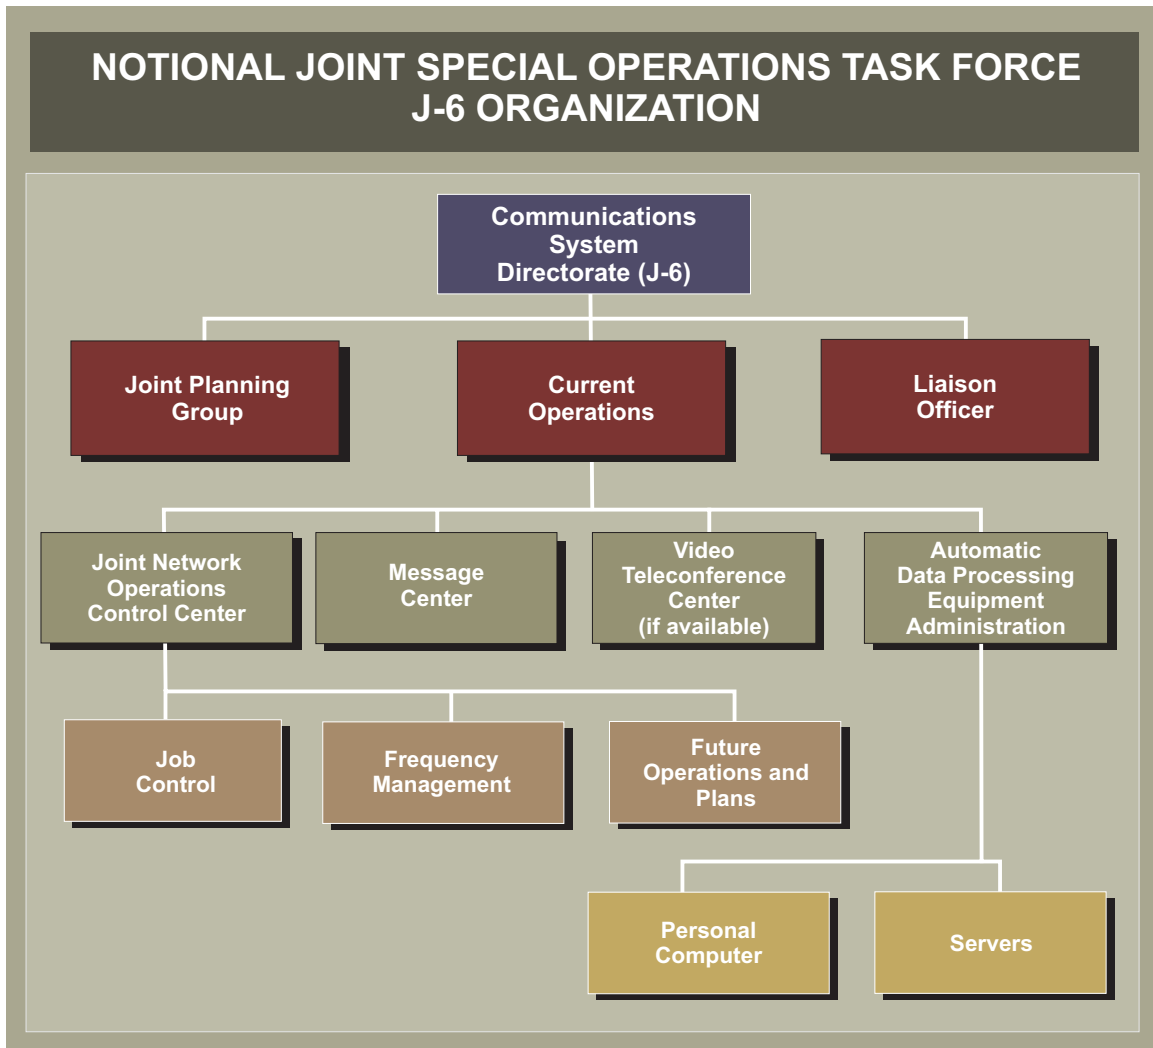 NOTIONAL JOINT SPECIAL OPERATIONS TASK FORCE
J-6 ORGANIZATION
Communications
System
Directorate (J-6)
Joint Planning
Group
Current
Operations
Liaison
Officer
Joint Network
Operations
Control Center
Message
Center
Video
Teleconference
Center
(if available)
Automatic
Data Processing
Equipment
Administration
Job
Control
Frequency
Management
Future
Operations and
Plans
Personal
Computer
Servers